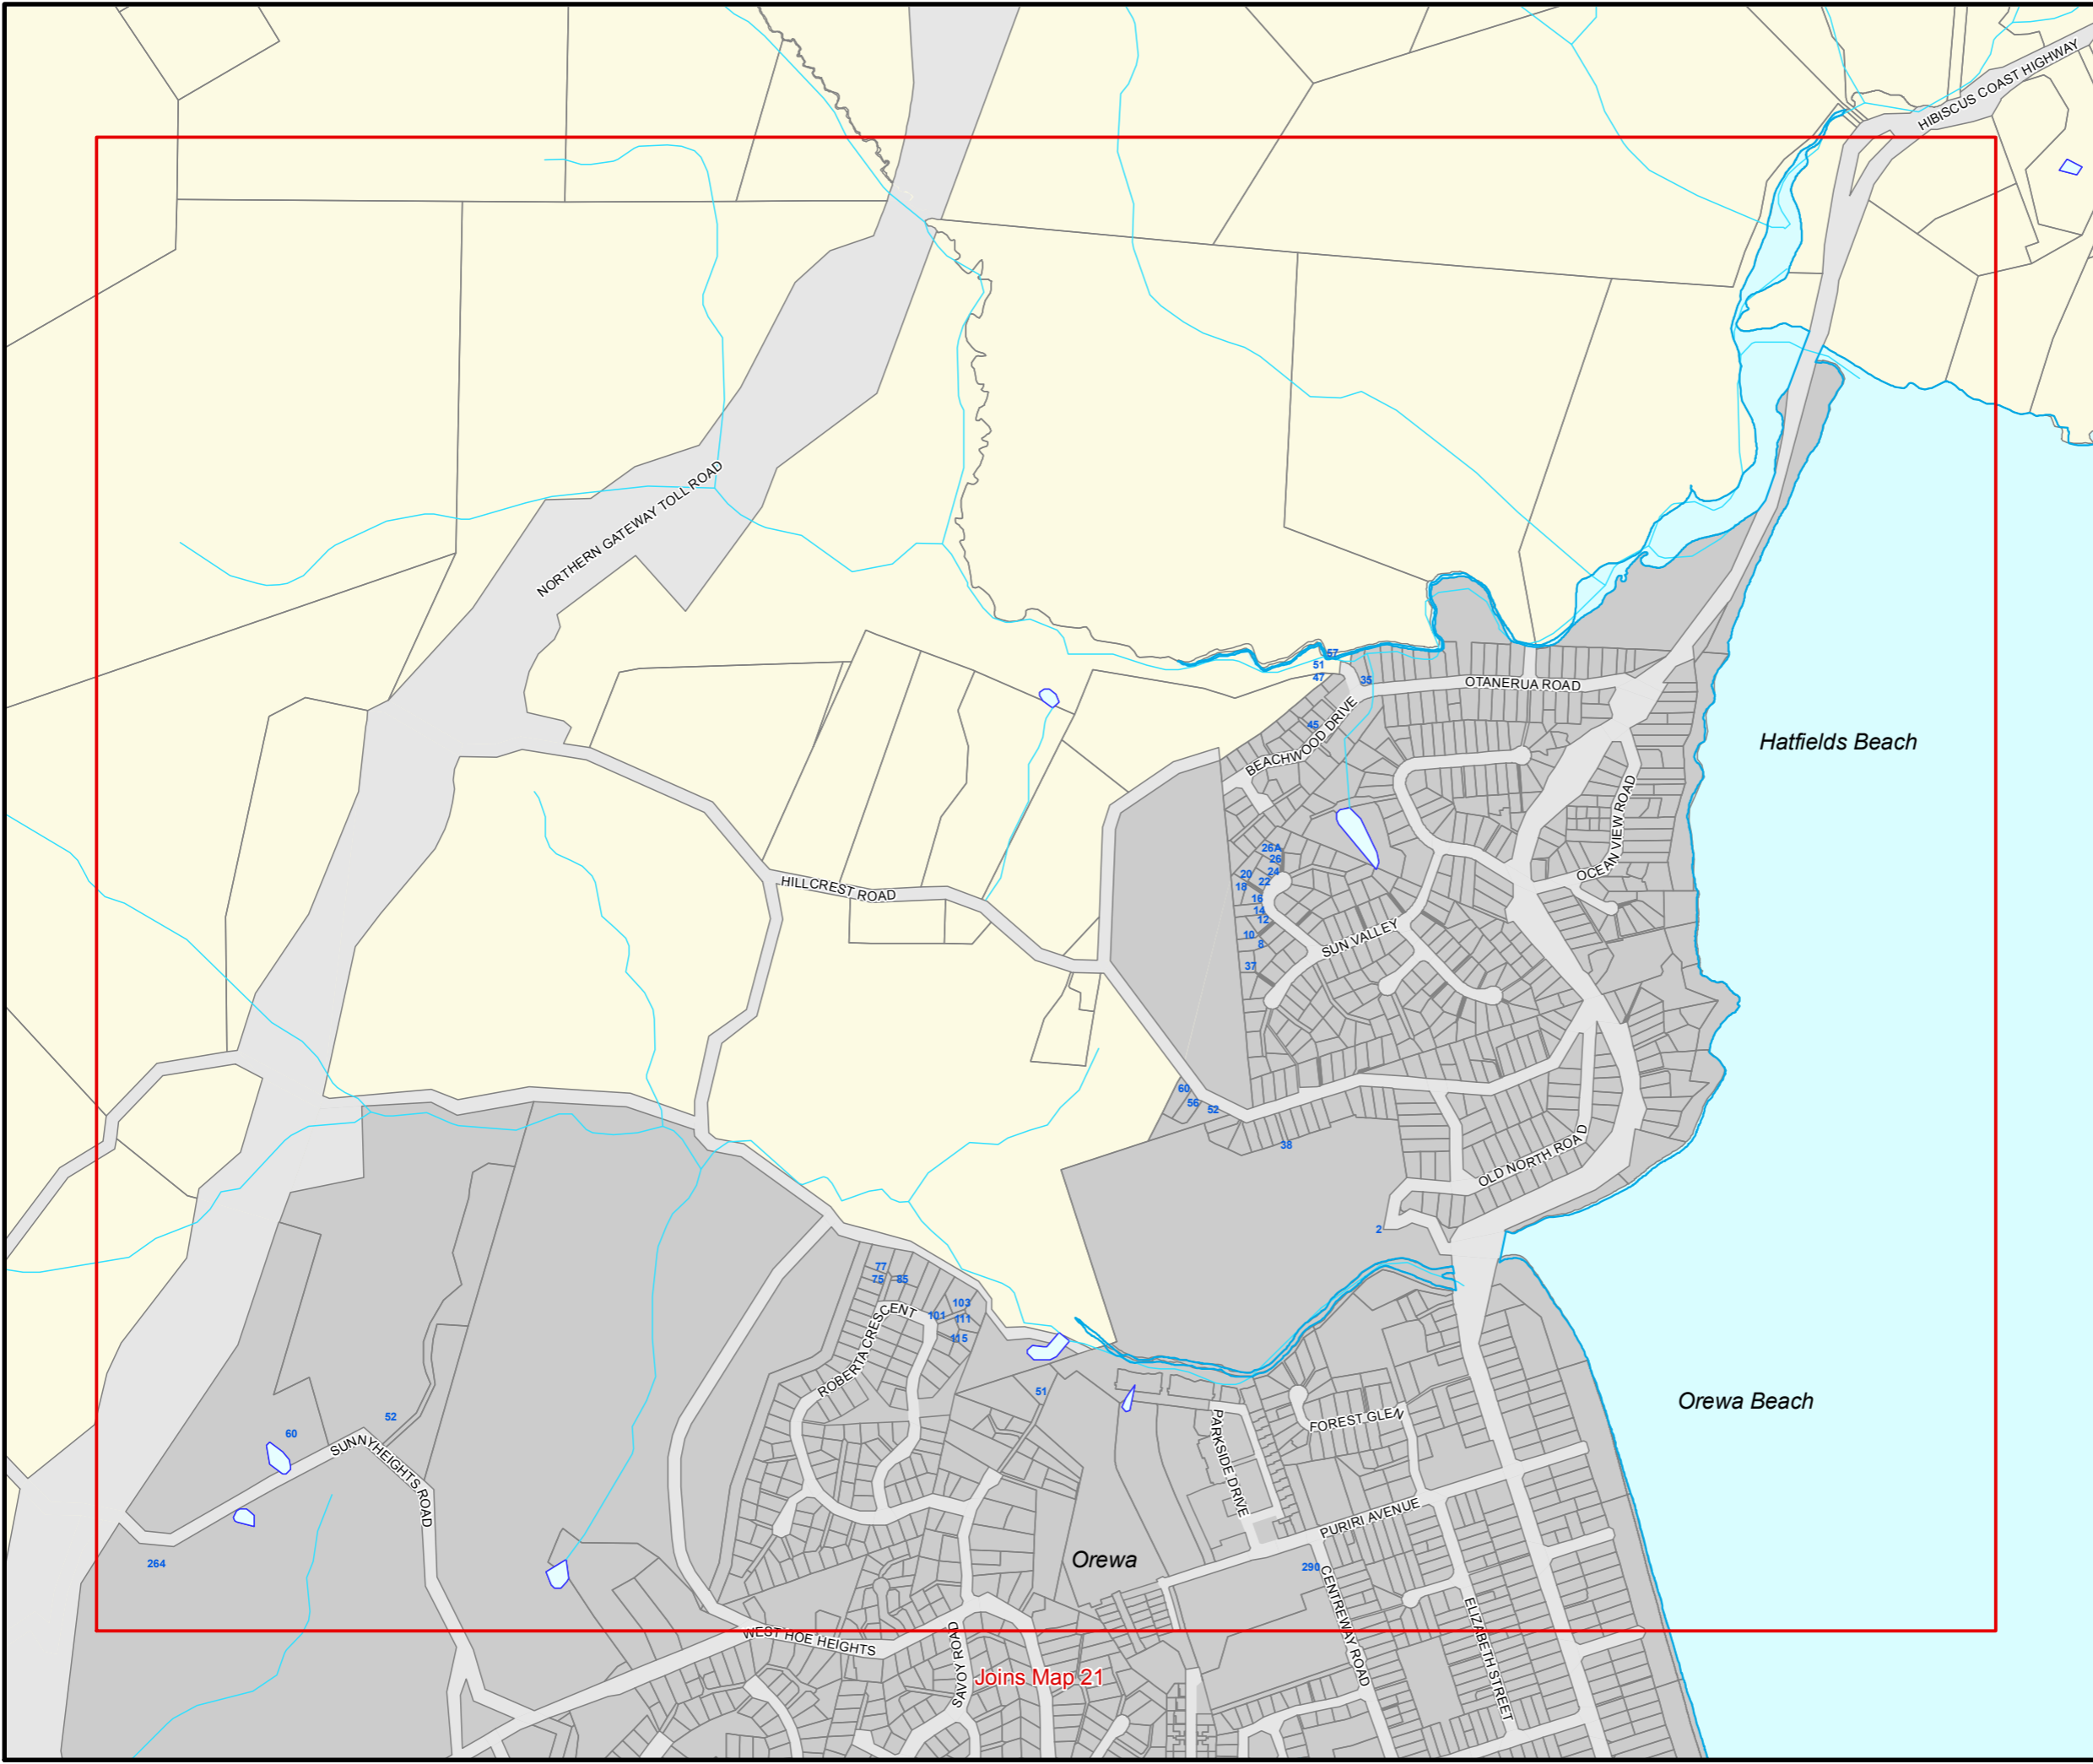 HIBISCUS COAST HIGHWAY
NORTHERN GATEWAY TOLL ROAD
57
51
47
35
OTANERUA ROAD
45
BEACHWOOD DRIVE
Hatfields Beach
OCEAN VIEW ROAD
26A
26
24
20
22
18
16
14
12
10
8
37
SUN VALLEY
HILLCREST ROAD
60
56
52
38
OLD NORTH ROAD
2
77
75
85
103
101
111
115
ROBERTA CRESCENT
51
Orewa Beach
52
60
SUNNYHEIGHTS ROAD
PARKSIDE DRIVE
FOREST GLEN
PURIRI AVENUE
264
Orewa
290
CENTREWAY ROAD
ELIZABETH STREET
WEST HOE HEIGHTS
SAVOY ROAD
Joins Map 21